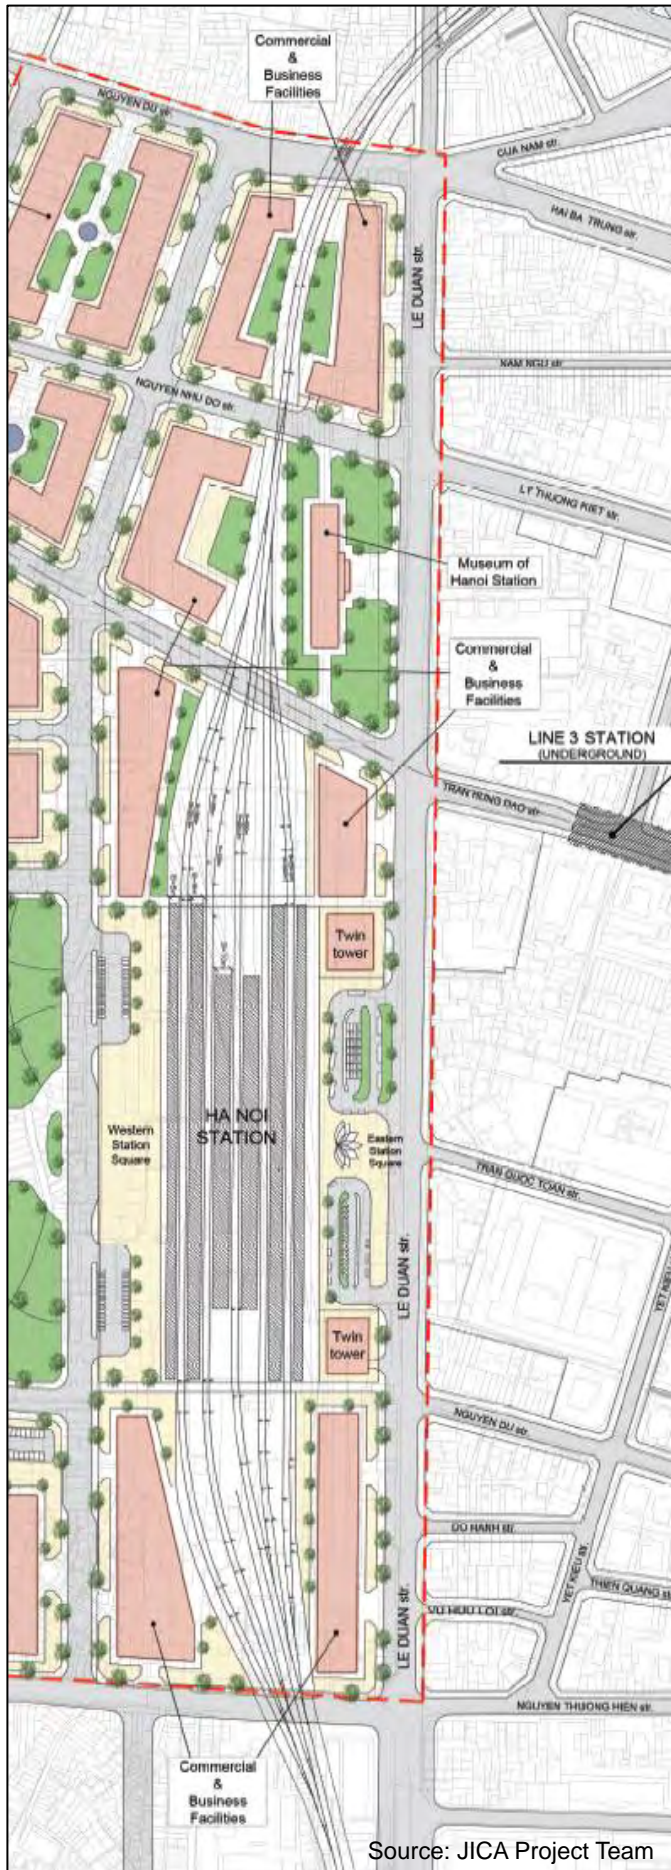 Commercial
&
Business
Facilities
NGUYEN DU str.
CUA NAM str.
HAI BA TRUNG str.
LE DUAN str.
NAM NGU str.
NGUYEN NHU DO str.
LY THUONG KIET str.
Museum of
Hanoi Station
Commercial
&
Business
Facilities
LINE 3 STATION
(UNDERGROUND)
TRAN HUNG DAO str.
Twin
tower
HA NOI
STATION
Western
Station
Square
Eastern
Station
Square
TRAN QUOC TOAN str.
LE DUAN str.
Twin
tower
NGUYEN DU str.
DO HANH str.
YET KIEU str.
THIEN QUANG str.
VU HUU LOI str.
LE DUAN str.
NGUYEN THUONG HIEN str.
Commercial
&
Business
Facilities
Source: JICA Project Team